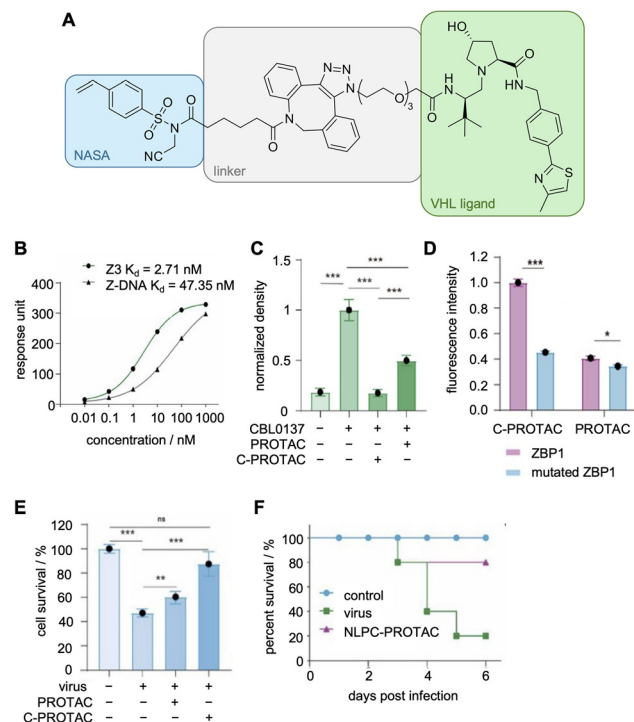 A
HO
N
N
N
N
O
3
O
H
N
N
O
HN
O
S
O
O
N
CN
O
N
O
S
N
NASA
linker
VHL ligand
B
Z3 Kd = 2.71 nM
Z-DNA Kd = 47.35 nM
response unit
400
300
200
100
0
0.01 0.1 1 10 100 1000
concentration / nM
C
normalized density
1.5
1
0.5
0
***
***
***
***
CBL0137 – + + +
PROTAC – – – +
C-PROTAC – – + –
D
fluorescence intensity
1.2
1.0
0.8
0.6
0.4
0.2
0.0
***
*
C-PROTAC PROTAC
ZBP1
mutated ZBP1
E
cell survival / %
120
100
80
60
40
20
0
ns
***
***
**
virus – + + +
PROTAC – – + –
C-PROTAC – – – +
F
percent survival / %
100
80
60
40
20
0
control
virus
NLPC-PROTAC
0 2 4 6
days post infection